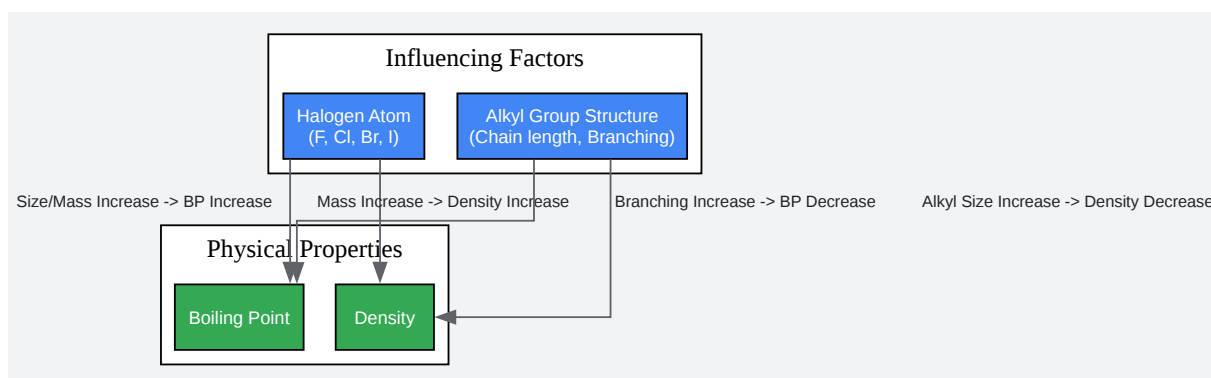 Influencing Factors
Halogen Atom
(F, Cl, Br, I)
Alkyl Group Structure
(Chain length, Branching)
Size/Mass Increase -> BP Increase
Mass Increase -> Density Increase
Branching Increase -> BP Decrease
Alkyl Size Increase -> Density Decrease
Physical Properties
Boiling Point
Density